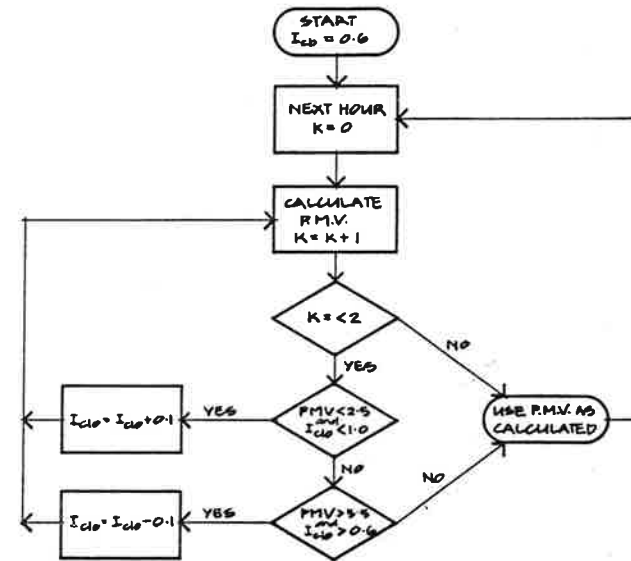 START
Iclo = 0.6
NEXT HOUR
K = 0
CALCULATE
P.M.V.
K = K + 1
K = < 2
NO
YES
PMV < 2.5
and
Iclo < 1.0
YES
Iclo = Iclo + 0.1
USE P.M.V. AS
CALCULATED
NO
NO
PMV > 3.5
and
Iclo > 0.6
YES
Iclo = Iclo - 0.1